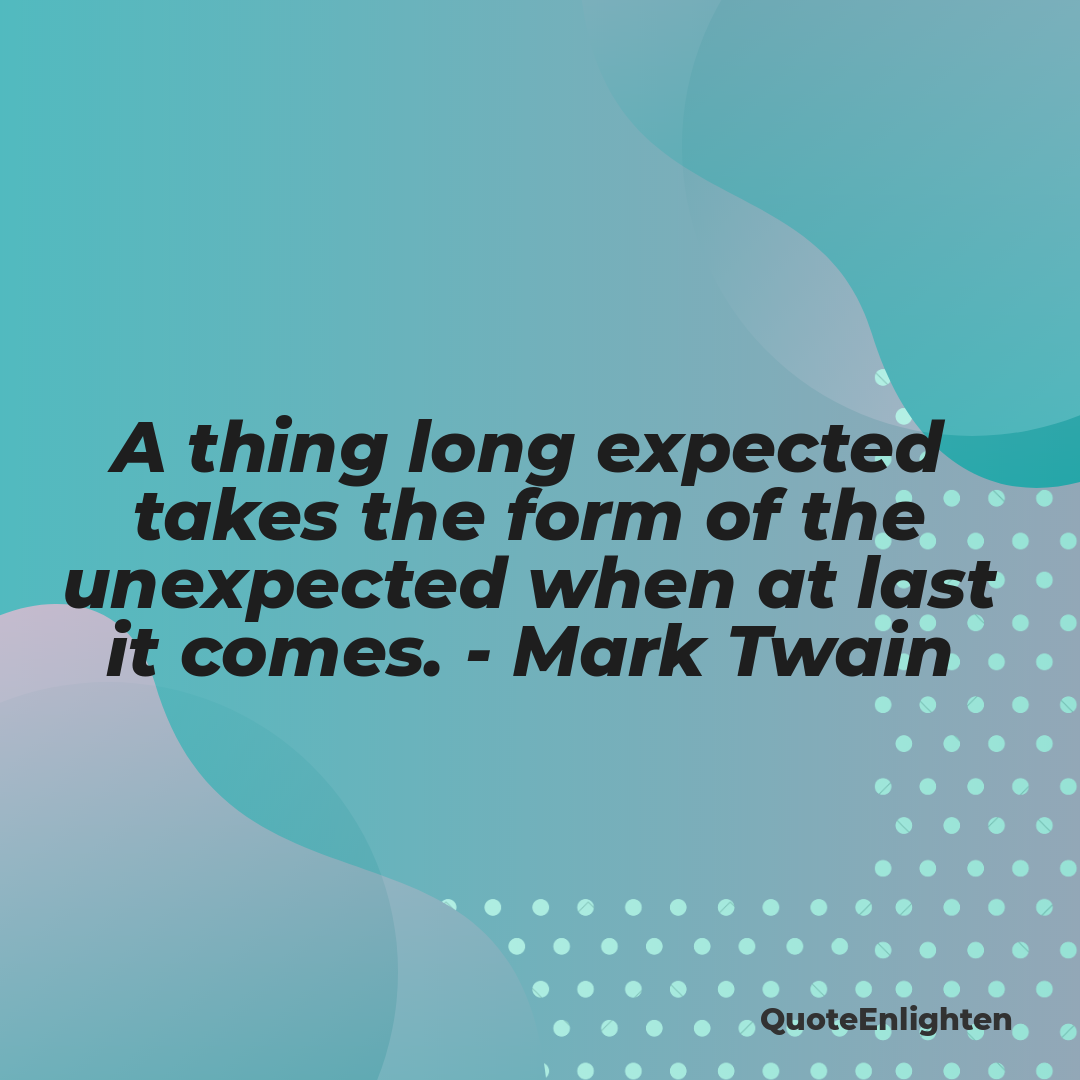 A thing long expected
takes the form of the
unexpected when at last
it comes. - Mark Twain
QuoteEnlighten